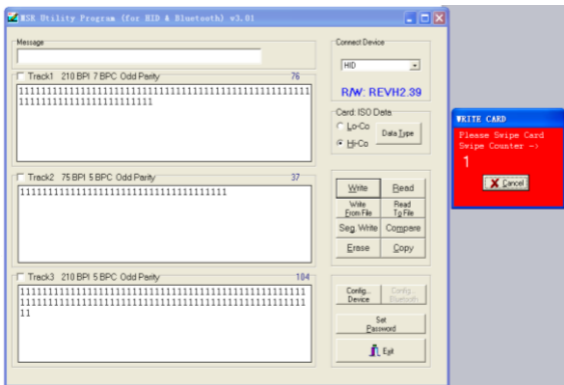 MSR Utility Program (for HID & Bluetooth) v3.01
Message
Track1 210 BPI 7 BPC Odd Parity 76
11111111111111111111111111111111111111111111111111111
11111111111111111111111
Track2 75 BPI 5 BPC Odd Parity 37
1111111111111111111111111111111111111
Track3 210 BPI 5 BPC Odd Parity 104
1111111111111111111111111111111111111111111111111111
1111111111111111111111111111111111111111111111111111
11
Connect Device
HID
R/W: REVH2.39
Card: ISO Data
Lo-Co
Hi-Co
Data Type
Write
Read
Write From File
Read To File
Seg. Write
Compare
Erase
Copy
Config... Device
Config... Bluetooth
Set Password
Exit
WRITE CARD
Please Swipe Card
Swipe Counter ->
1
Cancel